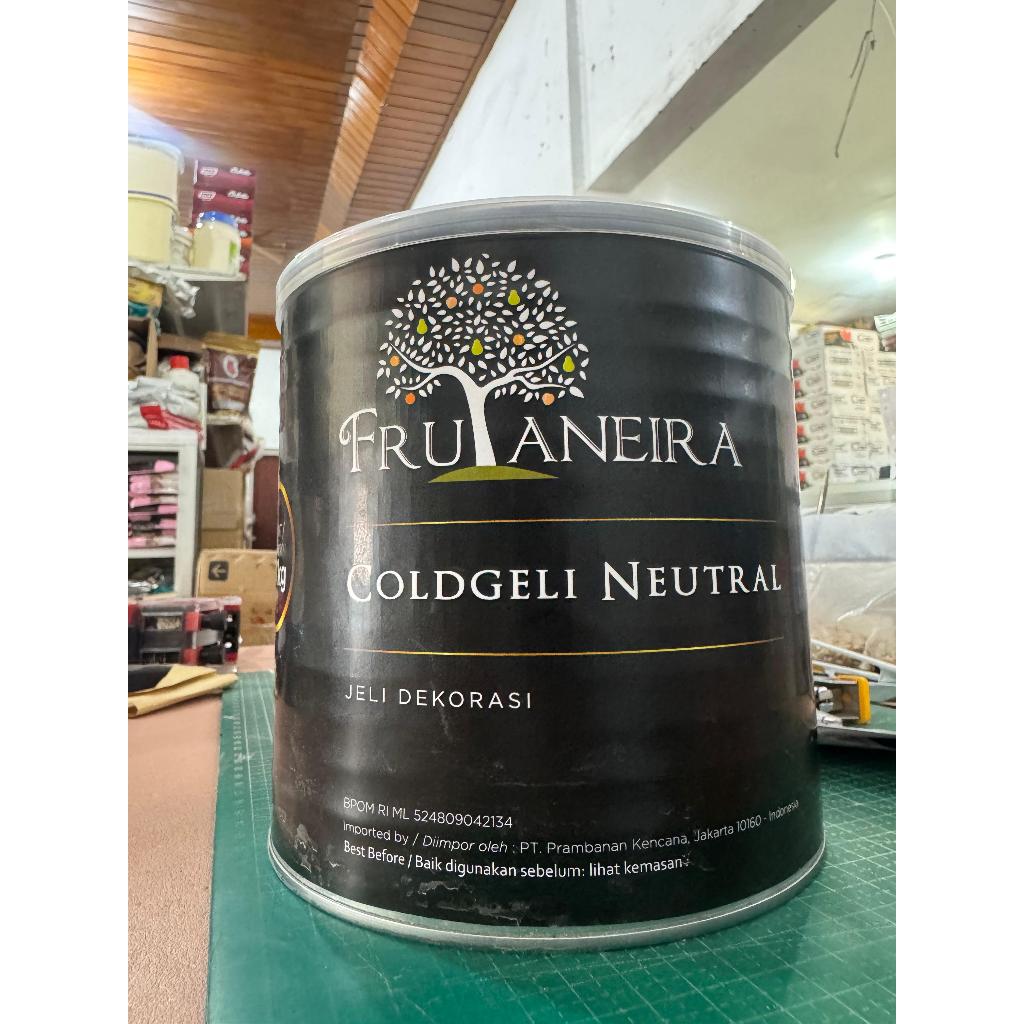 FRUTANEIRA
COLDGELI NEUTRAL
JELI DEKORASI
BPOM RI ML 524809042134
Imported by / Diimpor oleh : PT. Prambanan Kencana, Jakarta 10160 - Indonesia
Best Before / Baik digunakan sebelum: lihat kemasan
kg